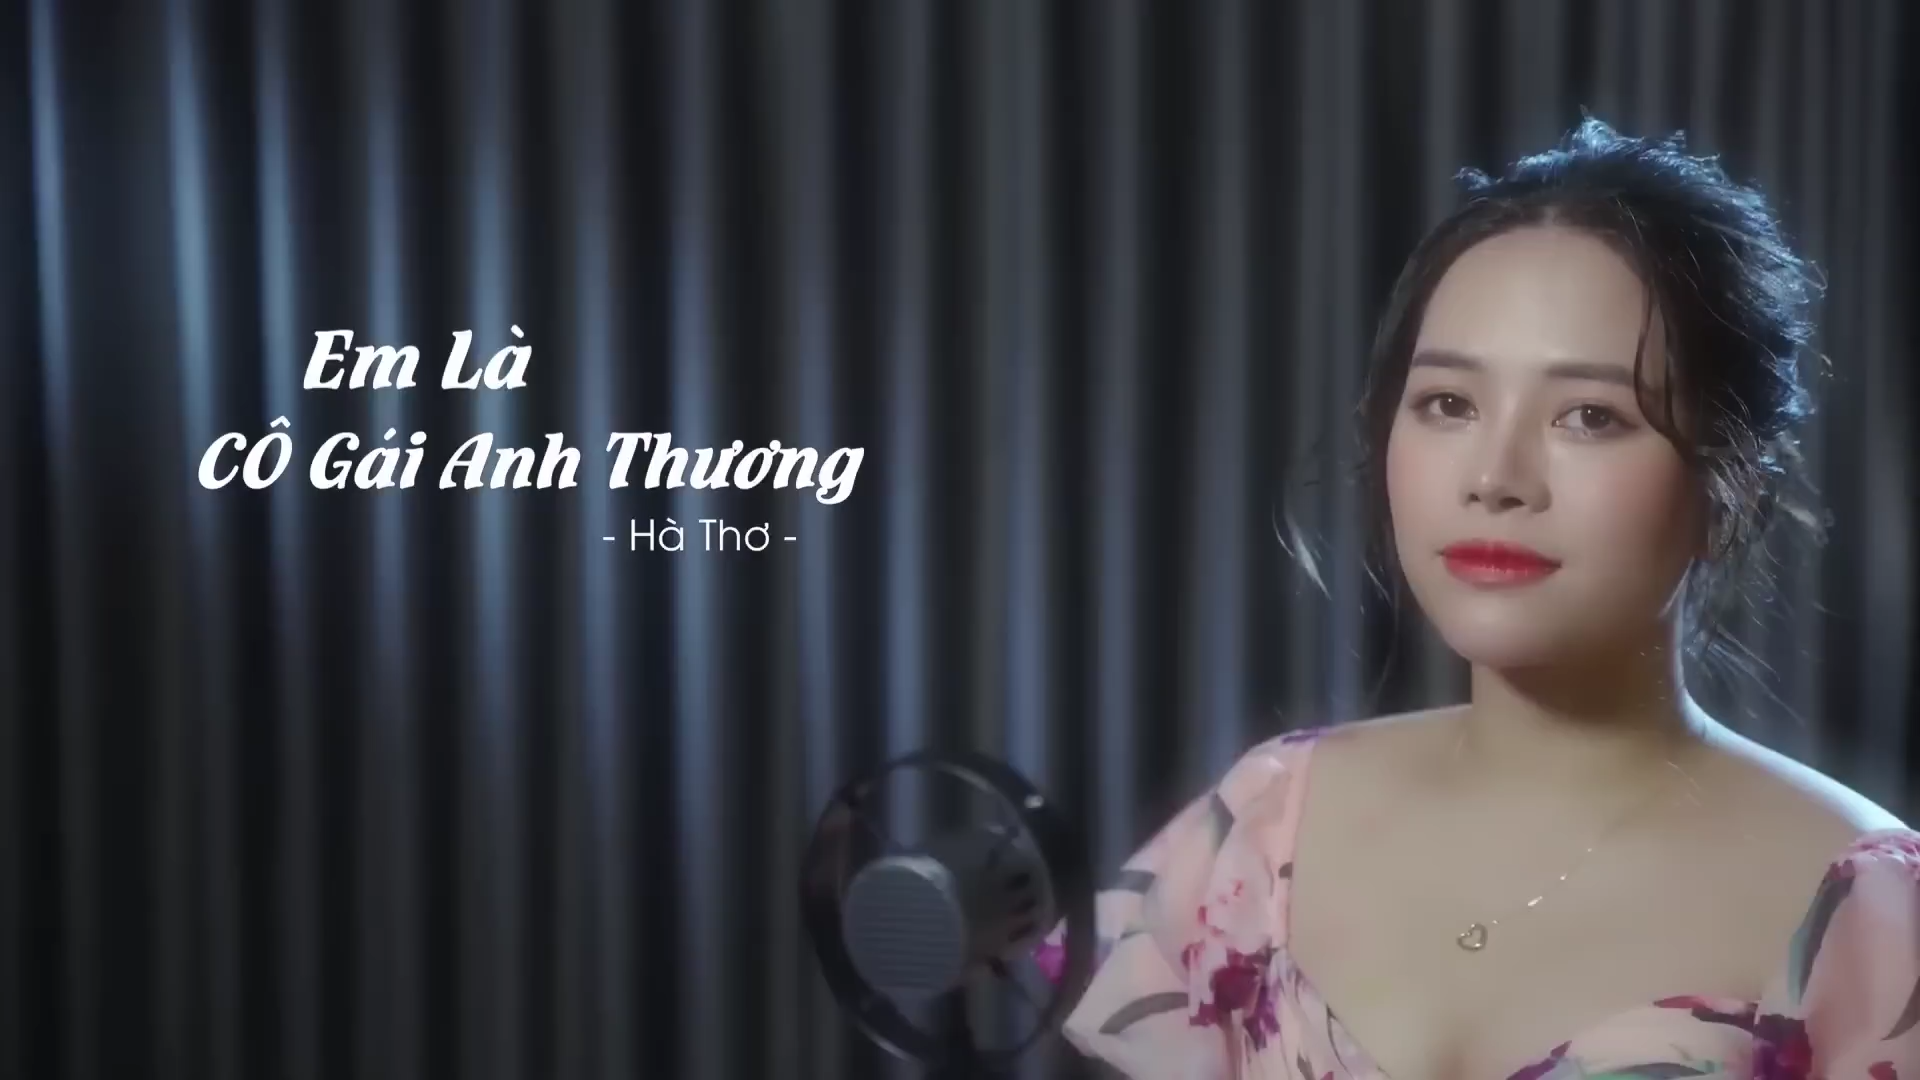 Em Là
CÔ Gái Anh Thương
- Hà Thơ -